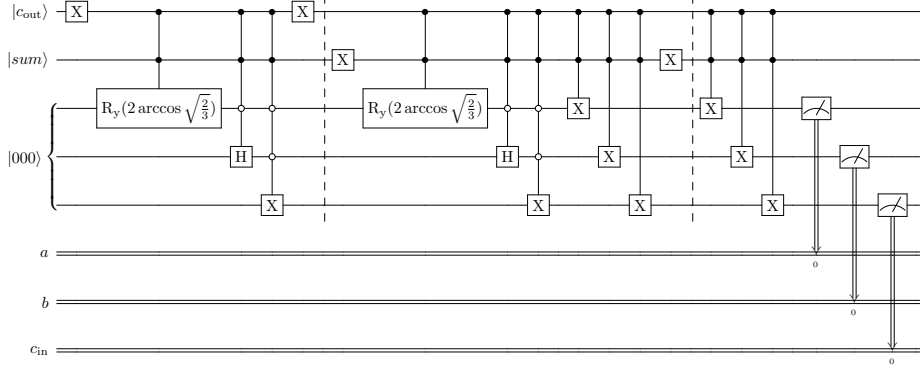 |c_out⟩ X X
|sum⟩ X X
R_y(2 arccos √(2/3)) R_y(2 arccos √(2/3)) X X
|000⟩ H H X X
X X X X
a 0
b 0
c_in 0